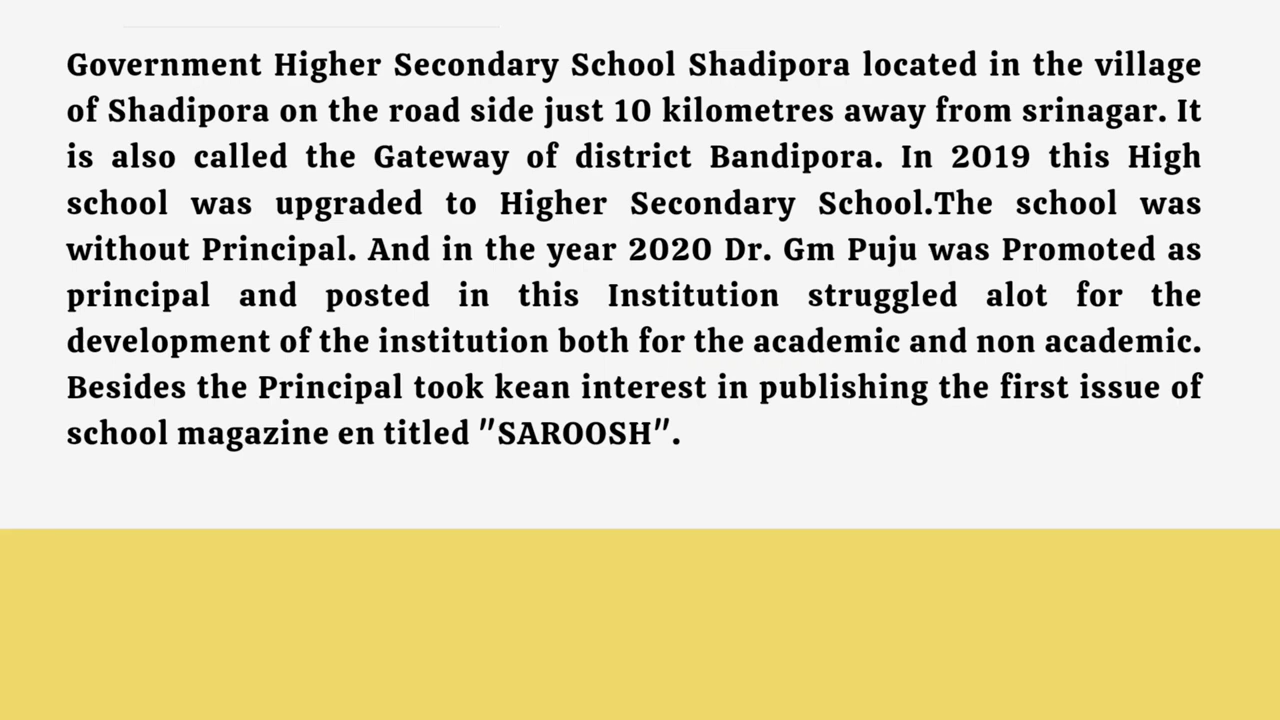 Government Higher Secondary School Shadipora located in the village
of Shadipora on the road side just 10 kilometres away from srinagar. It
is also called the Gateway of district Bandipora. In 2019 this High
school was upgraded to Higher Secondary School.The school was
without Principal. And in the year 2020 Dr. Gm Puju was Promoted as
principal and posted in this Institution struggled alot for the
development of the institution both for the academic and non academic.
Besides the Principal took kean interest in publishing the first issue of
school magazine en titled "SAROOSH".